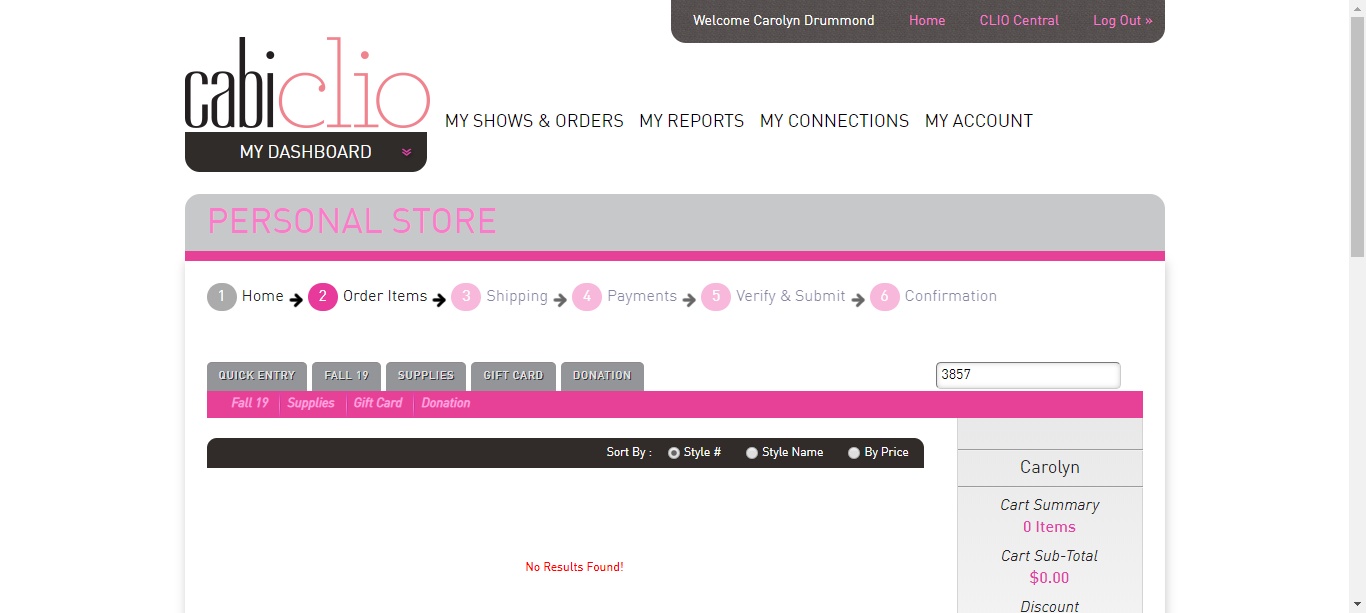 Welcome Carolyn Drummond Home CLIO Central Log Out »
cabiclio
MY SHOWS & ORDERS MY REPORTS MY CONNECTIONS MY ACCOUNT
MY DASHBOARD
PERSONAL STORE
1 Home 2 Order Items 3 Shipping 4 Payments 5 Verify & Submit 6 Confirmation
QUICK ENTRY FALL 19 SUPPLIES GIFT CARD DONATION
3857
Fall 19 Supplies Gift Card Donation
Sort By : Style # Style Name By Price
Carolyn
Cart Summary
0 Items
Cart Sub-Total
$0.00
Discount
No Results Found!